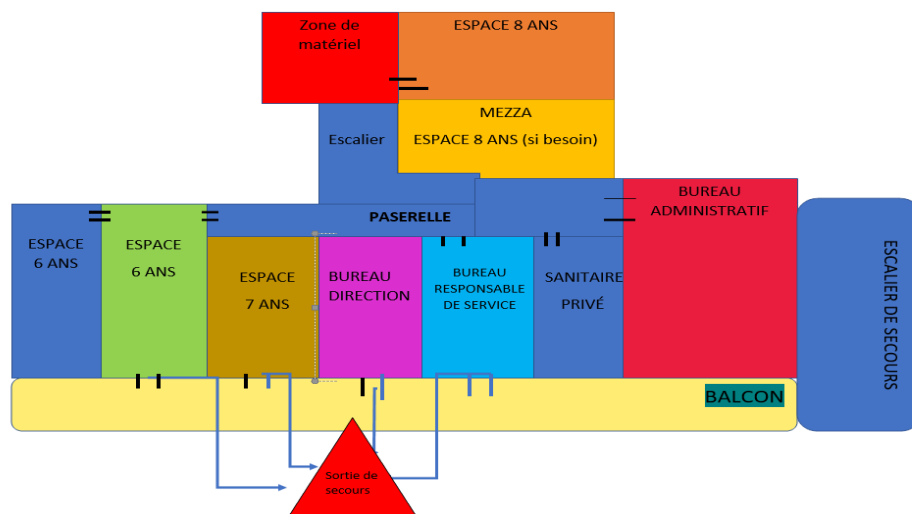 Zone de
matériel
ESPACE 8 ANS
MEZZA
ESPACE 8 ANS (si besoin)
Escalier
PASERELLE
BUREAU
ADMINISTRATIF
ESPACE
6 ANS
ESPACE
6 ANS
ESPACE
7 ANS
BUREAU
DIRECTION
BUREAU
RESPONSABLE
DE SERVICE
SANITAIRE
PRIVÉ
ESCALIER DE SECOURS
BALCON
Sortie de
secours